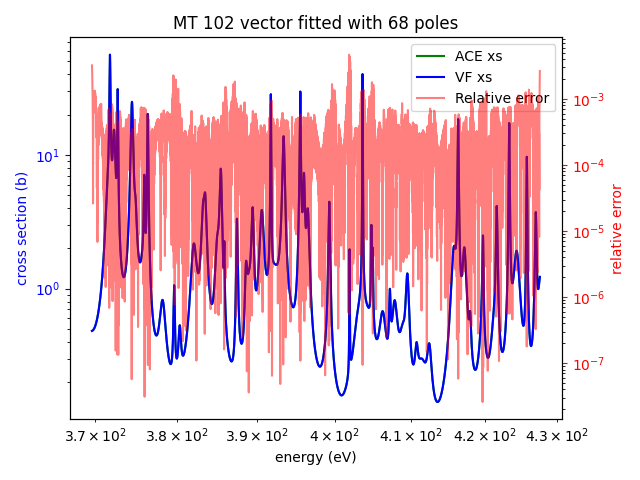 MT 102 vector fitted with 68 poles
ACE xs
VF xs
Relative error
cross section (b)
10¹
10⁰
relative error
10⁻³
10⁻⁴
10⁻⁵
10⁻⁶
10⁻⁷
3.7 × 10² 3.8 × 10² 3.9 × 10² 4 × 10² 4.1 × 10² 4.2 × 10² 4.3 × 10²
energy (eV)